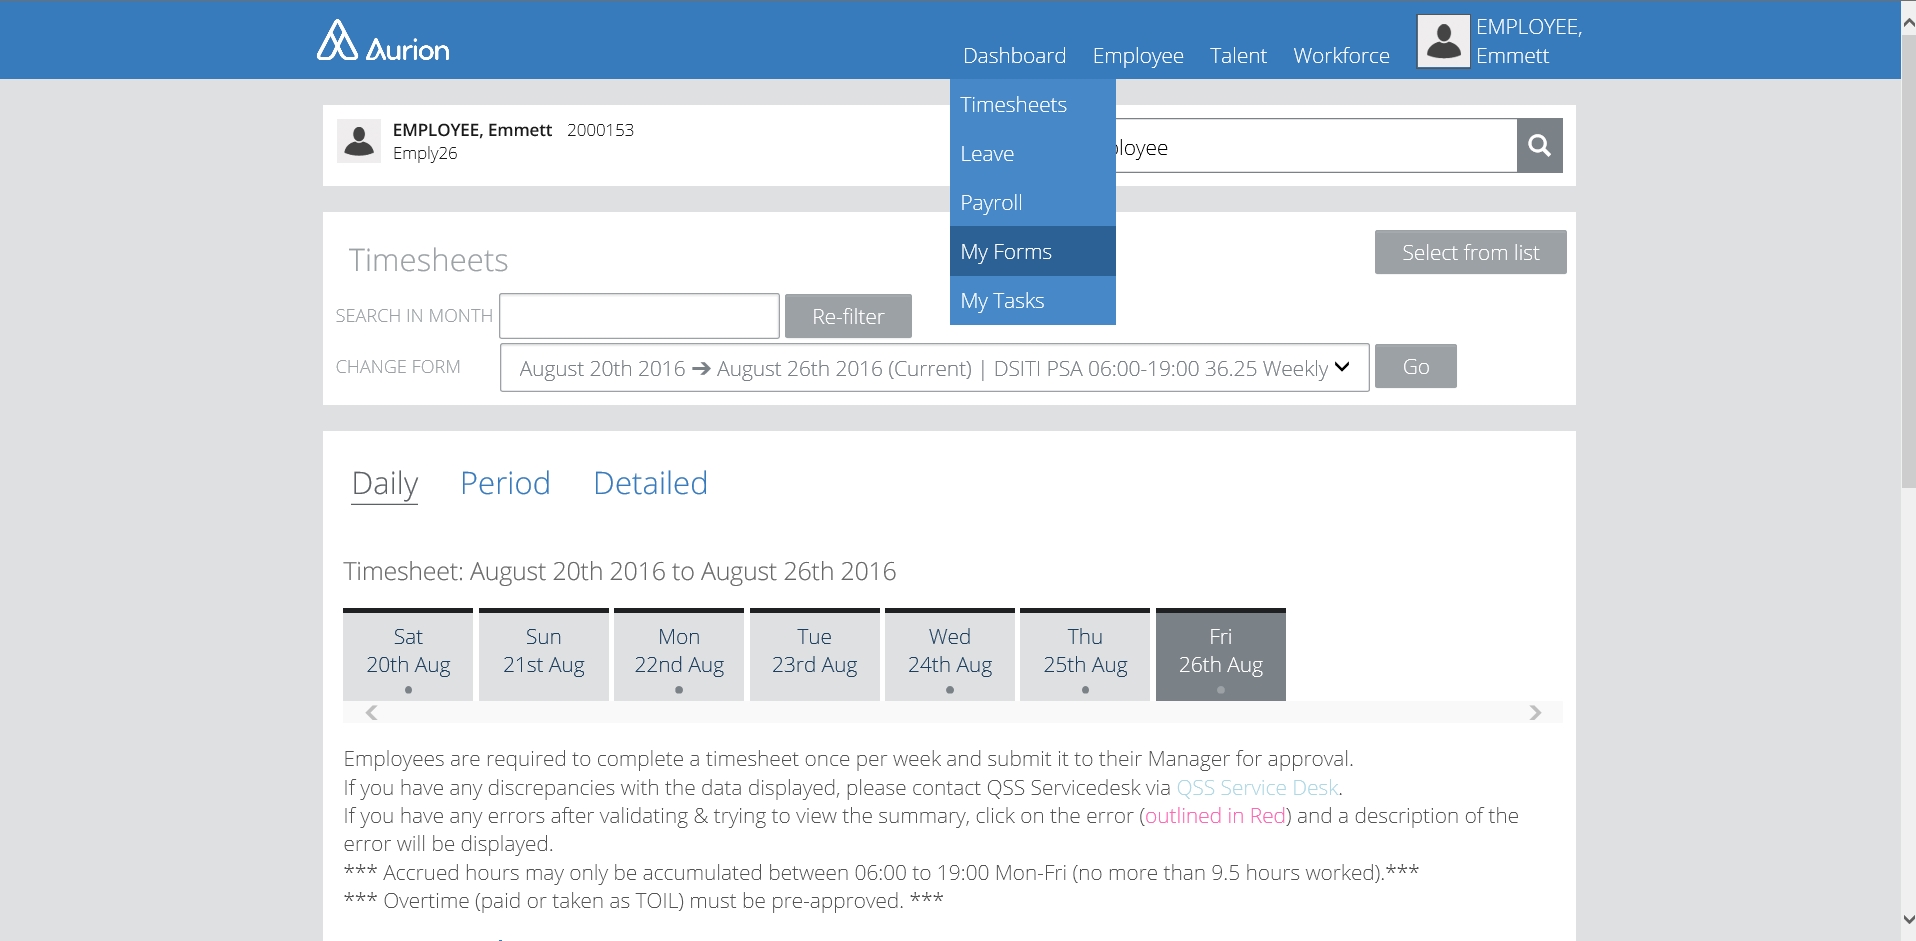 Aurion
Dashboard Employee Talent Workforce
EMPLOYEE,
Emmett
Timesheets
Leave
Payroll
My Forms
My Tasks
EMPLOYEE, Emmett 2000153
Emply26
Timesheets
Select from list
SEARCH IN MONTH Re-filter
CHANGE FORM August 20th 2016 ➔ August 26th 2016 (Current) | DSITI PSA 06:00-19:00 36.25 Weekly Go
Daily Period Detailed
Timesheet: August 20th 2016 to August 26th 2016
Sat Sun Mon Tue Wed Thu Fri
20th Aug 21st Aug 22nd Aug 23rd Aug 24th Aug 25th Aug 26th Aug
Employees are required to complete a timesheet once per week and submit it to their Manager for approval.
If you have any discrepancies with the data displayed, please contact QSS Servicedesk via QSS Service Desk.
If you have any errors after validating & trying to view the summary, click on the error (outlined in Red) and a description of the
error will be displayed.
*** Accrued hours may only be accumulated between 06:00 to 19:00 Mon-Fri (no more than 9.5 hours worked).***
*** Overtime (paid or taken as TOIL) must be pre-approved. ***